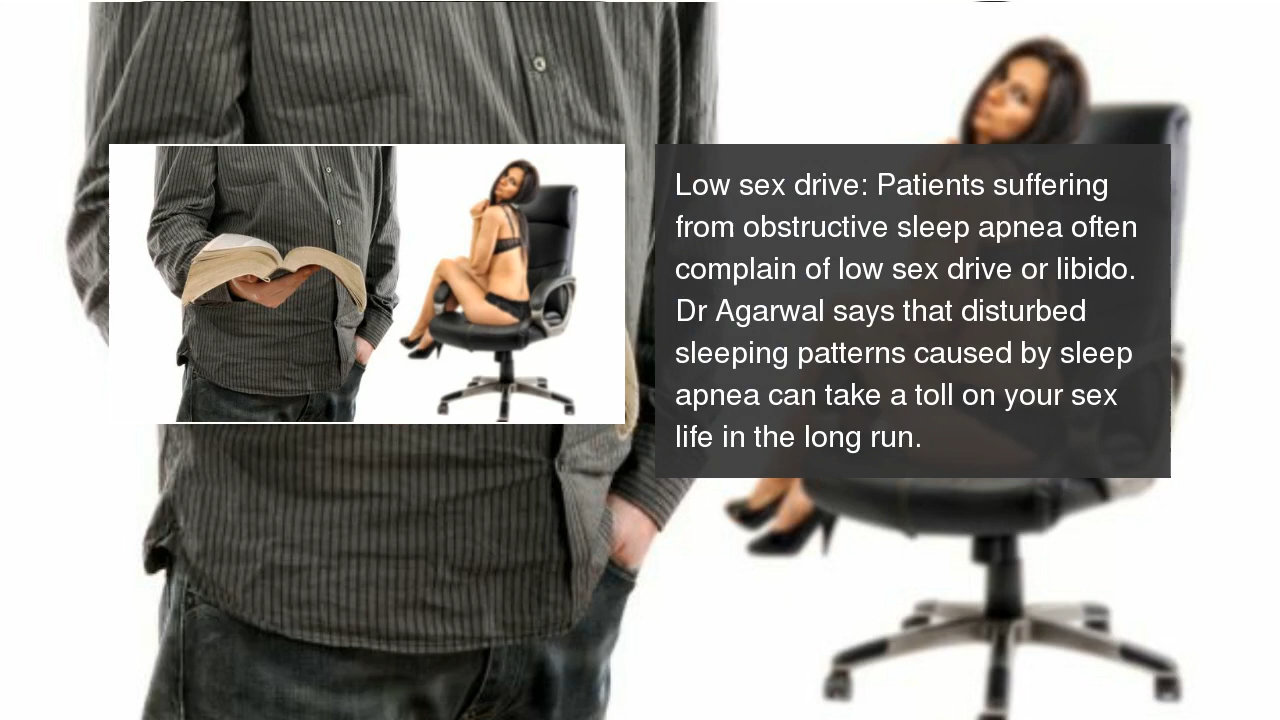 Low sex drive: Patients suffering
from obstructive sleep apnea often
complain of low sex drive or libido.
Dr Agarwal says that disturbed
sleeping patterns caused by sleep
apnea can take a toll on your sex
life in the long run.